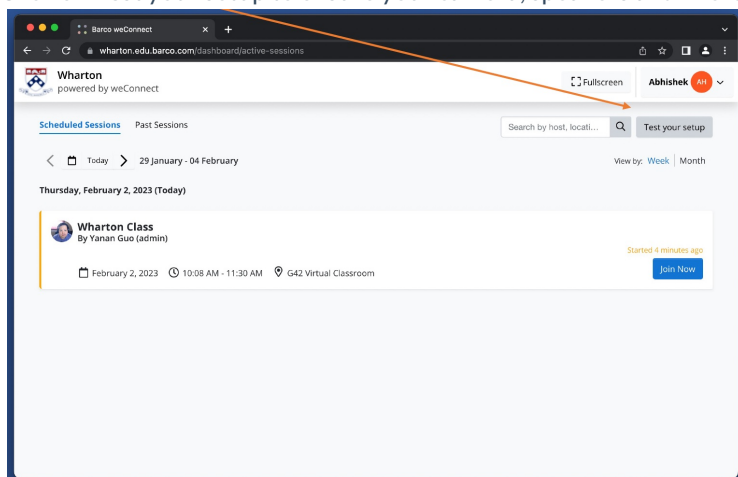 Barco weConnect
wharton.edu.barco.com/dashboard/active-sessions
Wharton
powered by weConnect
Fullscreen
Abhishek AH
Scheduled Sessions Past Sessions
Search by host, locati... Test your setup
Today 29 January - 04 February
View by: Week | Month
Thursday, February 2, 2023 (Today)
Wharton Class
By Yanan Guo (admin)
Started 4 minutes ago
February 2, 2023 10:08 AM - 11:30 AM G42 Virtual Classroom
Join Now